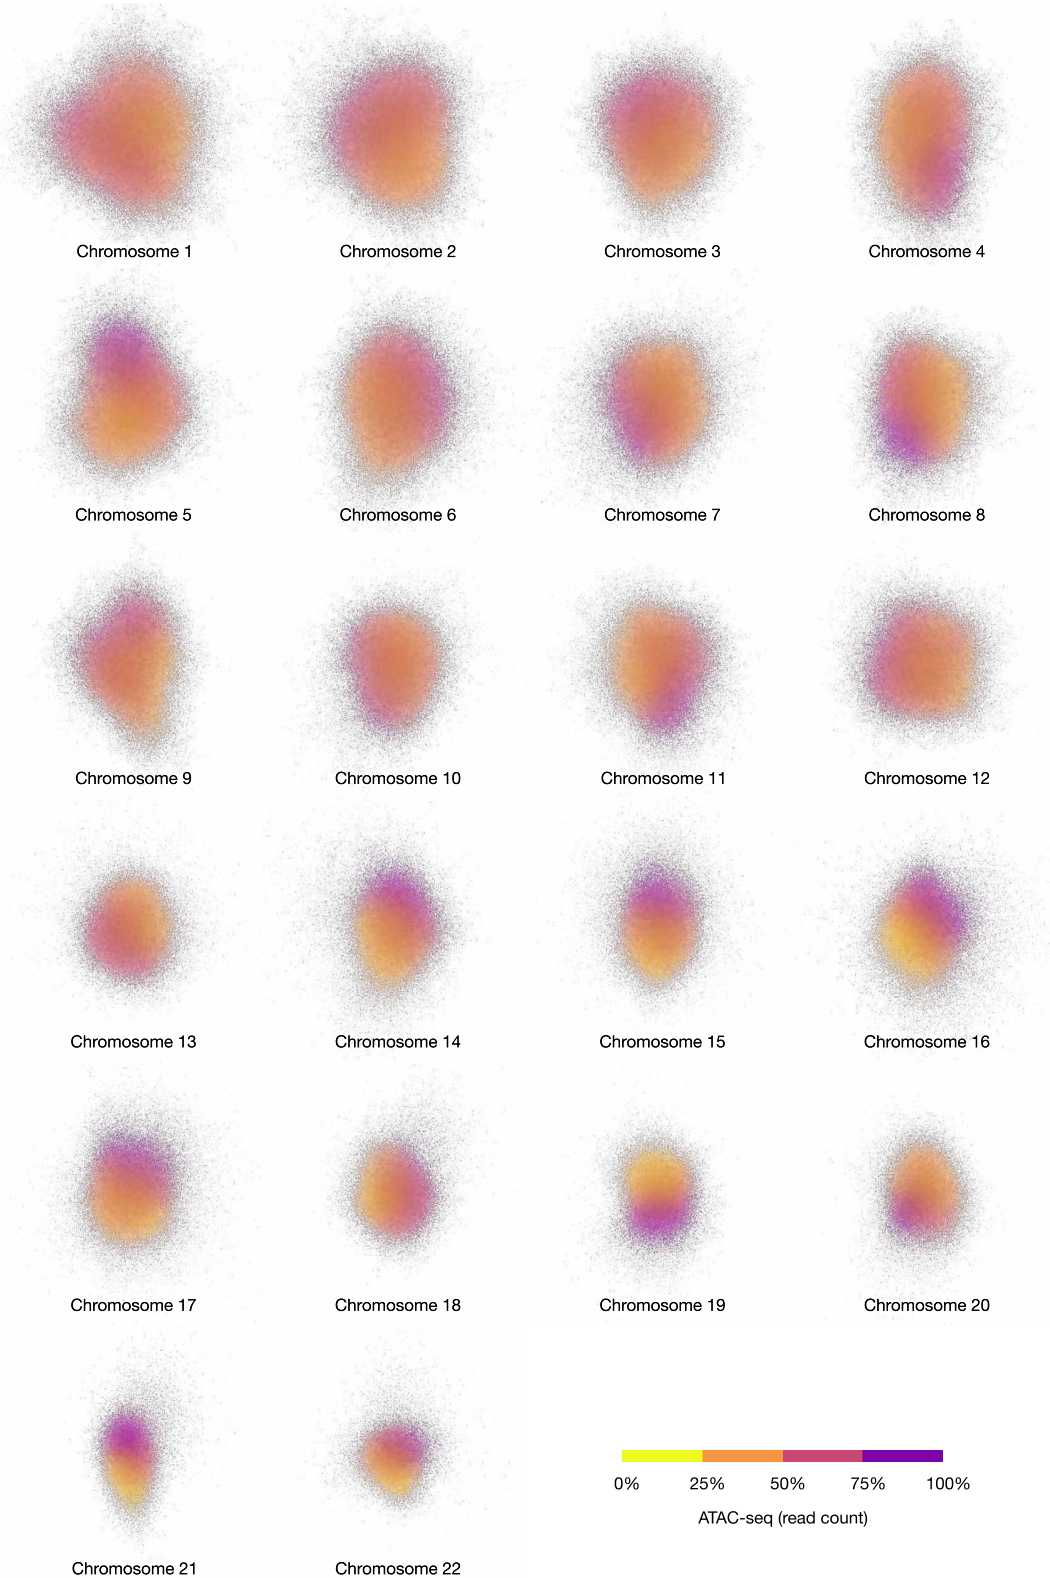 Chromosome 1
Chromosome 2
Chromosome 3
Chromosome 4
Chromosome 5
Chromosome 6
Chromosome 7
Chromosome 8
Chromosome 9
Chromosome 10
Chromosome 11
Chromosome 12
Chromosome 13
Chromosome 14
Chromosome 15
Chromosome 16
Chromosome 17
Chromosome 18
Chromosome 19
Chromosome 20
0% 25% 50% 75% 100%
ATAC-seq (read count)
Chromosome 21
Chromosome 22